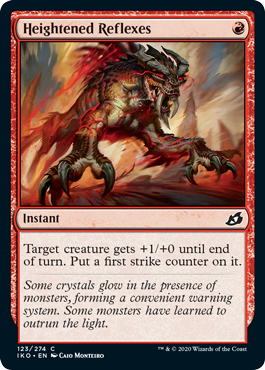 Heightened Reflexes
Instant
Target creature gets +1/+0 until end
of turn. Put a first strike counter on it.
Some crystals glow in the presence of
monsters, forming a convenient warning
system. Some monsters have learned to
outrun the light.
123/274 C
IKO • EN Caio Monteiro
™ & © 2020 Wizards of the Coast